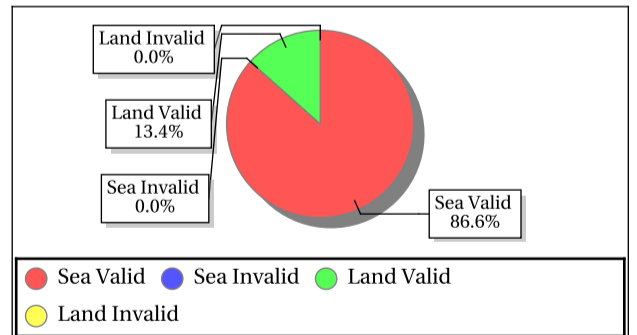 Land Invalid
0.0%
Land Valid
13.4%
Sea Invalid
0.0%
Sea Valid
86.6%
Sea Valid Sea Invalid Land Valid
Land Invalid